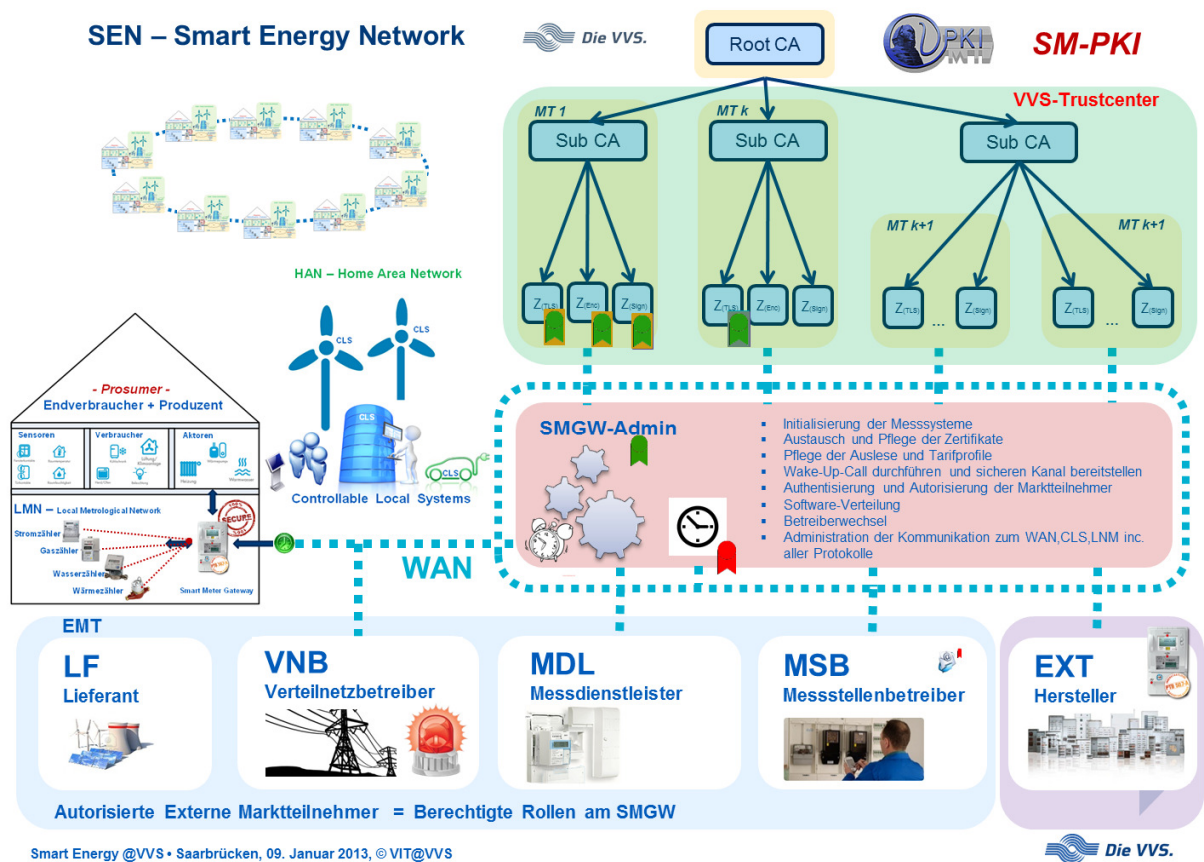 SEN – Smart Energy Network
Die VVS.
Root CA
PKI
SM-PKI
VVS-Trustcenter
MT 1
MT k
Sub CA
Sub CA
Sub CA
MT k+1
MT k+1
Z(TLS)
Z(Enc)
Z(Sign)
Z(TLS)
Z(Enc)
Z(Sign)
Z(TLS)
...
Z(Sign)
Z(TLS)
...
Z(Sign)
HAN – Home Area Network
CLS
CLS
CLS
CLS
Controllable Local Systems
- Prosumer -
Endverbraucher + Produzent
Sensoren
Verbraucher
Aktoren
Heizung
LMN – Local Metrological Network
SECURE
Stromzähler
Gaszähler
Wasserzähler
Wärmezähler
Smart Meter Gateway
WAN
SMGW-Admin
▪ Initialisierung der Messsysteme
▪ Austausch und Pflege der Zertifikate
▪ Pflege der Auslese und Tarifprofile
▪ Wake-Up-Call durchführen und sicheren Kanal bereitstellen
▪ Authentisierung und Autorisierung der Marktteilnehmer
▪ Software-Verteilung
▪ Betreiberwechsel
▪ Administration der Kommunikation zum WAN,CLS,LNM inc.
aller Protokolle
EMT
LF
Lieferant
VNB
Verteilnetzbetreiber
MDL
Messdienstleister
MSB
Messstellenbetreiber
EXT
Hersteller
Autorisierte Externe Marktteilnehmer = Berechtigte Rollen am SMGW
Smart Energy @VVS • Saarbrücken, 09. Januar 2013, © VIT@VVS
Die VVS.